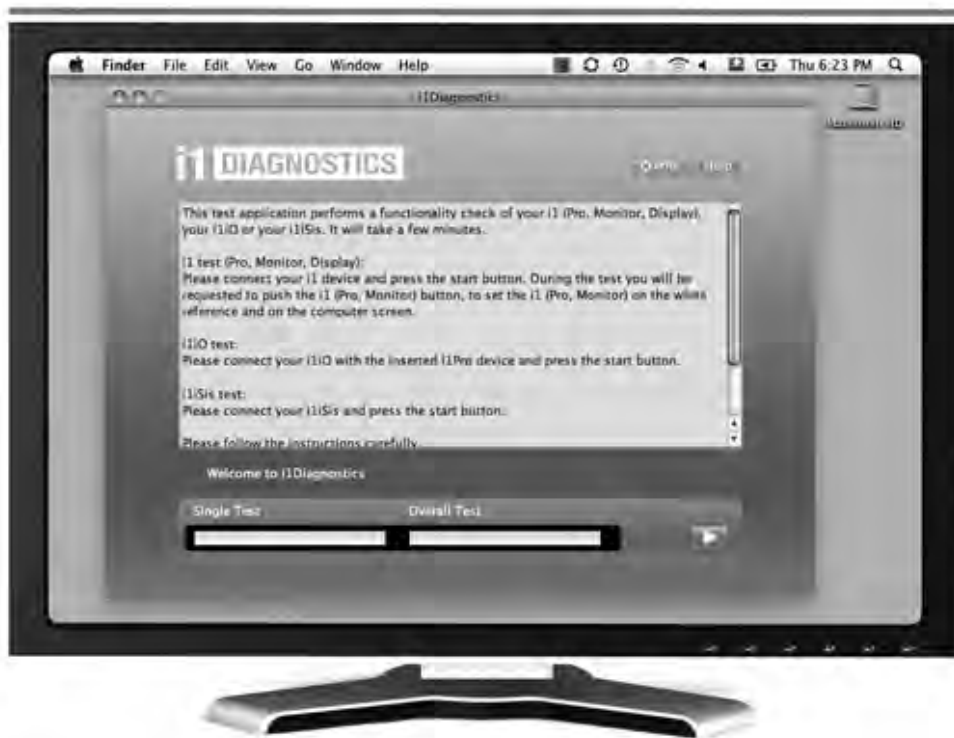 Finder File Edit View Go Window Help Thu 6:23 PM
i1Diagnostics
i1 DIAGNOSTICS
Help
This test application performs a functionality check of your i1 (Pro, Monitor, Display),
your i1iO or your i1iSis. It will take a few minutes.
i1 test (Pro, Monitor, Display):
Please connect your i1 device and press the start button. During the test you will be
requested to push the i1 (Pro, Monitor) button, to set the i1 (Pro, Monitor) on the white
reference and on the computer screen.
i1iO test:
Please connect your i1iO with the inserted i1Pro device and press the start button.
i1iSis test:
Please connect your i1iSis and press the start button.
Please follow the instructions carefully
Welcome to i1Diagnostics
Single Test Overall Test